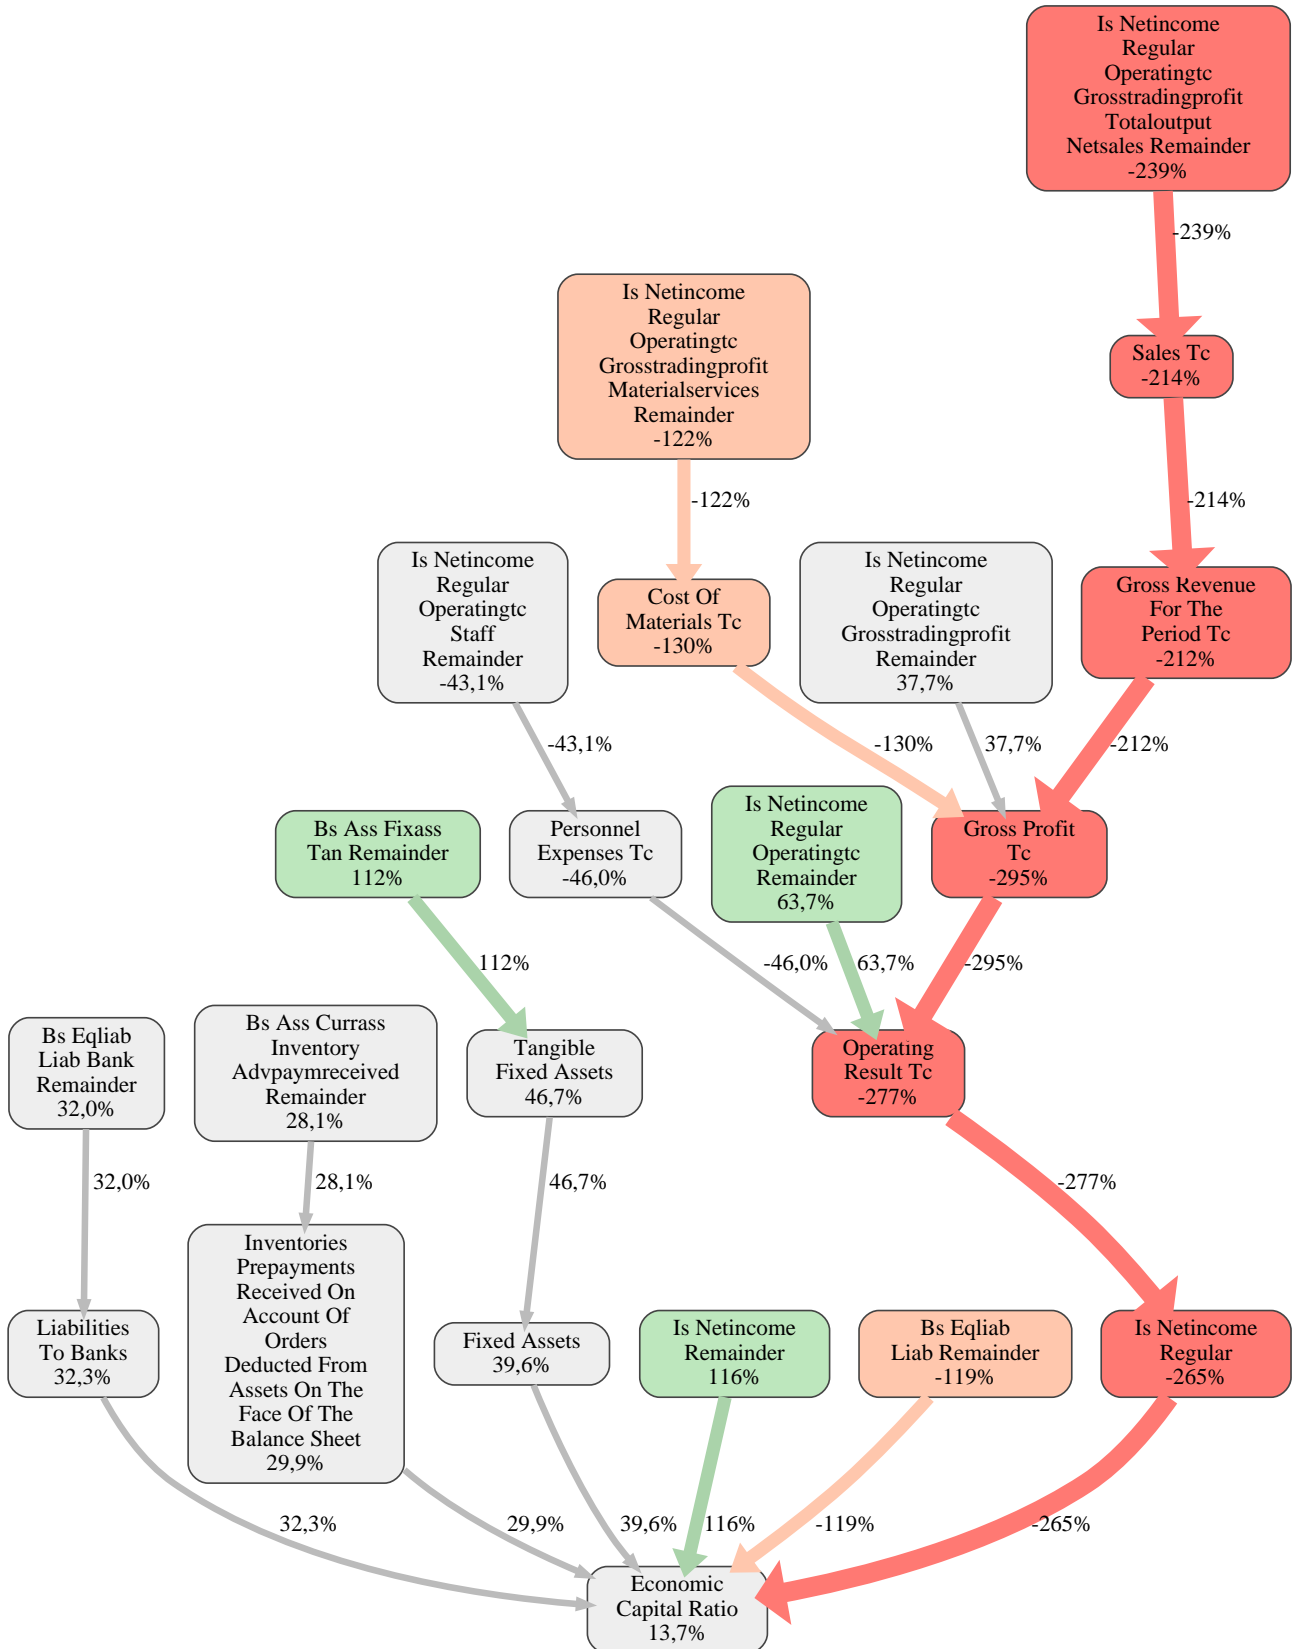 Is Netincome
Regular
Operatingtc
Grosstradingprofit
Totaloutput
Netsales Remainder
-239%
-239%
Is Netincome
Regular
Operatingtc
Grosstradingprofit
Materialservices
Remainder
-122%
Sales Tc
-214%
-122%
-214%
Is Netincome
Regular
Operatingtc
Staff
Remainder
-43,1%
Cost Of
Materials Tc
-130%
Is Netincome
Regular
Operatingtc
Grosstradingprofit
Remainder
37,7%
Gross Revenue
For The
Period Tc
-212%
-43,1%
-130%
37,7%
-212%
Bs Ass Fixass
Tan Remainder
112%
Personnel
Expenses Tc
-46,0%
Is Netincome
Regular
Operatingtc
Remainder
63,7%
Gross Profit
Tc
-295%
112%
-46,0%
63,7%
-295%
Bs Eqliab
Liab Bank
Remainder
32,0%
Bs Ass Currass
Inventory
Advpaymreceived
Remainder
28,1%
Tangible
Fixed Assets
46,7%
Operating
Result Tc
-277%
32,0%
28,1%
46,7%
-277%
Liabilities
To Banks
32,3%
Inventories
Prepayments
Received On
Account Of
Orders
Deducted From
Assets On The
Face Of The
Balance Sheet
29,9%
Fixed Assets
39,6%
Is Netincome
Remainder
116%
Bs Eqliab
Liab Remainder
-119%
Is Netincome
Regular
-265%
32,3%
29,9%
39,6%
116%
-119%
-265%
Economic
Capital Ratio
13,7%